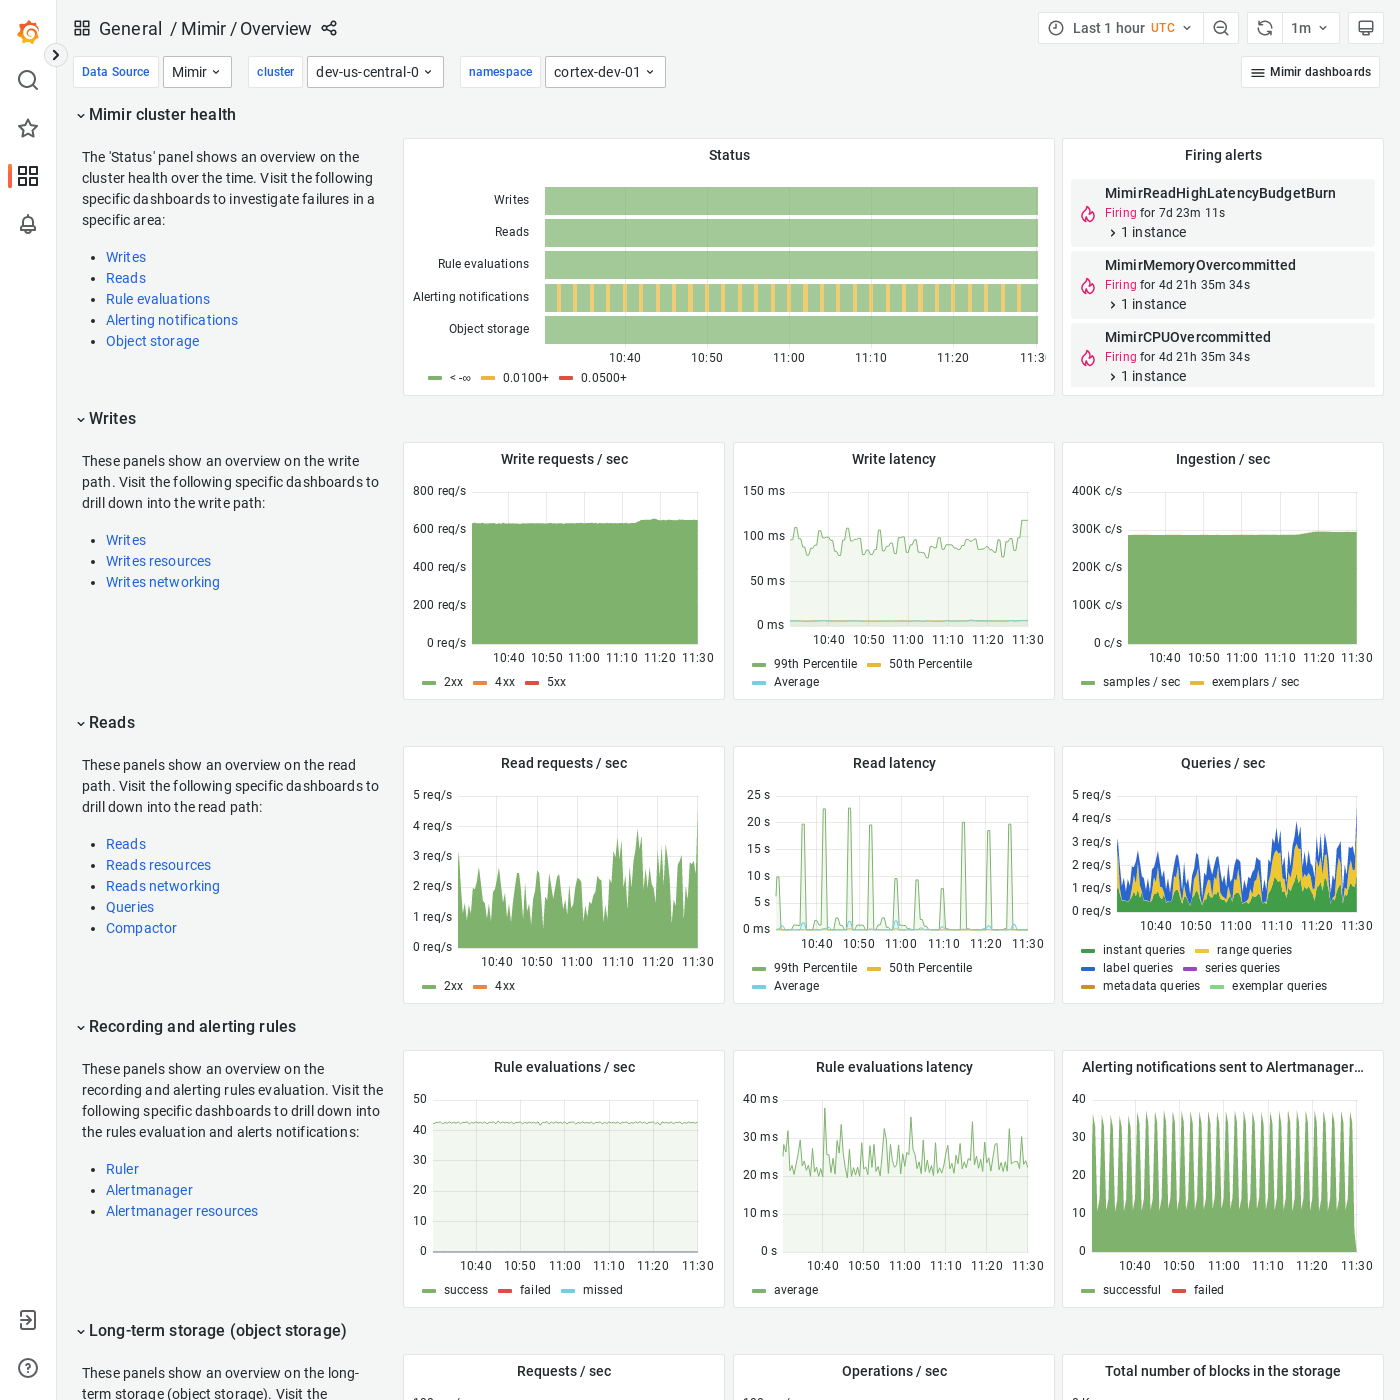 General / Mimir / Overview
Last 1 hour UTC
1m
Data Source Mimir
cluster dev-us-central-0
namespace cortex-dev-01
Mimir dashboards
Mimir cluster health
The 'Status' panel shows an overview on the
cluster health over the time. Visit the following
specific dashboards to investigate failures in a
specific area:
Writes
Reads
Rule evaluations
Alerting notifications
Object storage
Status
Writes
Reads
Rule evaluations
Alerting notifications
Object storage
10:40 10:50 11:00 11:10 11:20 11:3
< -∞ 0.0100+ 0.0500+
Firing alerts
MimirReadHighLatencyBudgetBurn
Firing for 7d 23m 11s
1 instance
MimirMemoryOvercommitted
Firing for 4d 21h 35m 34s
1 instance
MimirCPUOvercommitted
Firing for 4d 21h 35m 34s
1 instance
Writes
These panels show an overview on the write
path. Visit the following specific dashboards to
drill down into the write path:
Writes
Writes resources
Writes networking
Write requests / sec
800 req/s
600 req/s
400 req/s
200 req/s
0 req/s
10:40 10:50 11:00 11:10 11:20 11:30
2xx 4xx 5xx
Write latency
150 ms
100 ms
50 ms
0 ms
10:40 10:50 11:00 11:10 11:20 11:30
99th Percentile 50th Percentile
Average
Ingestion / sec
400K c/s
300K c/s
200K c/s
100K c/s
0 c/s
10:40 10:50 11:00 11:10 11:20 11:30
samples / sec exemplars / sec
Reads
These panels show an overview on the read
path. Visit the following specific dashboards to
drill down into the read path:
Reads
Reads resources
Reads networking
Queries
Compactor
Read requests / sec
5 req/s
4 req/s
3 req/s
2 req/s
1 req/s
0 req/s
10:40 10:50 11:00 11:10 11:20 11:30
2xx 4xx
Read latency
25 s
20 s
15 s
10 s
5 s
0 ms
10:40 10:50 11:00 11:10 11:20 11:30
99th Percentile 50th Percentile
Average
Queries / sec
5 req/s
4 req/s
3 req/s
2 req/s
1 req/s
0 req/s
10:40 10:50 11:00 11:10 11:20 11:30
instant queries range queries
label queries series queries
metadata queries exemplar queries
Recording and alerting rules
These panels show an overview on the
recording and alerting rules evaluation. Visit the
following specific dashboards to drill down into
the rules evaluation and alerts notifications:
Ruler
Alertmanager
Alertmanager resources
Rule evaluations / sec
50
40
30
20
10
0
10:40 10:50 11:00 11:10 11:20 11:30
success failed missed
Rule evaluations latency
40 ms
30 ms
20 ms
10 ms
0 s
10:40 10:50 11:00 11:10 11:20 11:30
average
Alerting notifications sent to Alertmanager…
40
30
20
10
0
10:40 10:50 11:00 11:10 11:20 11:30
successful failed
Long-term storage (object storage)
These panels show an overview on the long-
term storage (object storage). Visit the
Requests / sec
Operations / sec
Total number of blocks in the storage